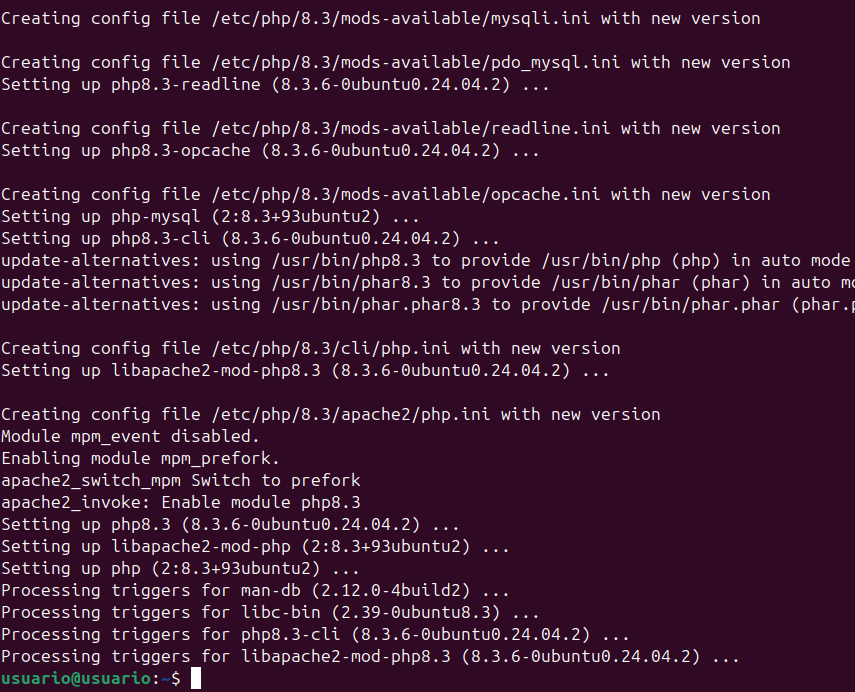 Creating config file /etc/php/8.3/mods-available/mysqli.ini with new version
Creating config file /etc/php/8.3/mods-available/pdo_mysql.ini with new version
Setting up php8.3-readline (8.3.6-0ubuntu0.24.04.2) ...
Creating config file /etc/php/8.3/mods-available/readline.ini with new version
Setting up php8.3-opcache (8.3.6-0ubuntu0.24.04.2) ...
Creating config file /etc/php/8.3/mods-available/opcache.ini with new version
Setting up php-mysql (2:8.3+93ubuntu2) ...
Setting up php8.3-cli (8.3.6-0ubuntu0.24.04.2) ...
update-alternatives: using /usr/bin/php8.3 to provide /usr/bin/php (php) in auto mode
update-alternatives: using /usr/bin/phar8.3 to provide /usr/bin/phar (phar) in auto mo
update-alternatives: using /usr/bin/phar.phar8.3 to provide /usr/bin/phar.phar (phar.p
Creating config file /etc/php/8.3/cli/php.ini with new version
Setting up libapache2-mod-php8.3 (8.3.6-0ubuntu0.24.04.2) ...
Creating config file /etc/php/8.3/apache2/php.ini with new version
Module mpm_event disabled.
Enabling module mpm_prefork.
apache2_switch_mpm Switch to prefork
apache2_invoke: Enable module php8.3
Setting up php8.3 (8.3.6-0ubuntu0.24.04.2) ...
Setting up libapache2-mod-php (2:8.3+93ubuntu2) ...
Setting up php (2:8.3+93ubuntu2) ...
Processing triggers for man-db (2.12.0-4build2) ...
Processing triggers for libc-bin (2.39-0ubuntu8.3) ...
Processing triggers for php8.3-cli (8.3.6-0ubuntu0.24.04.2) ...
Processing triggers for libapache2-mod-php8.3 (8.3.6-0ubuntu0.24.04.2) ...
usuario@usuario:~$